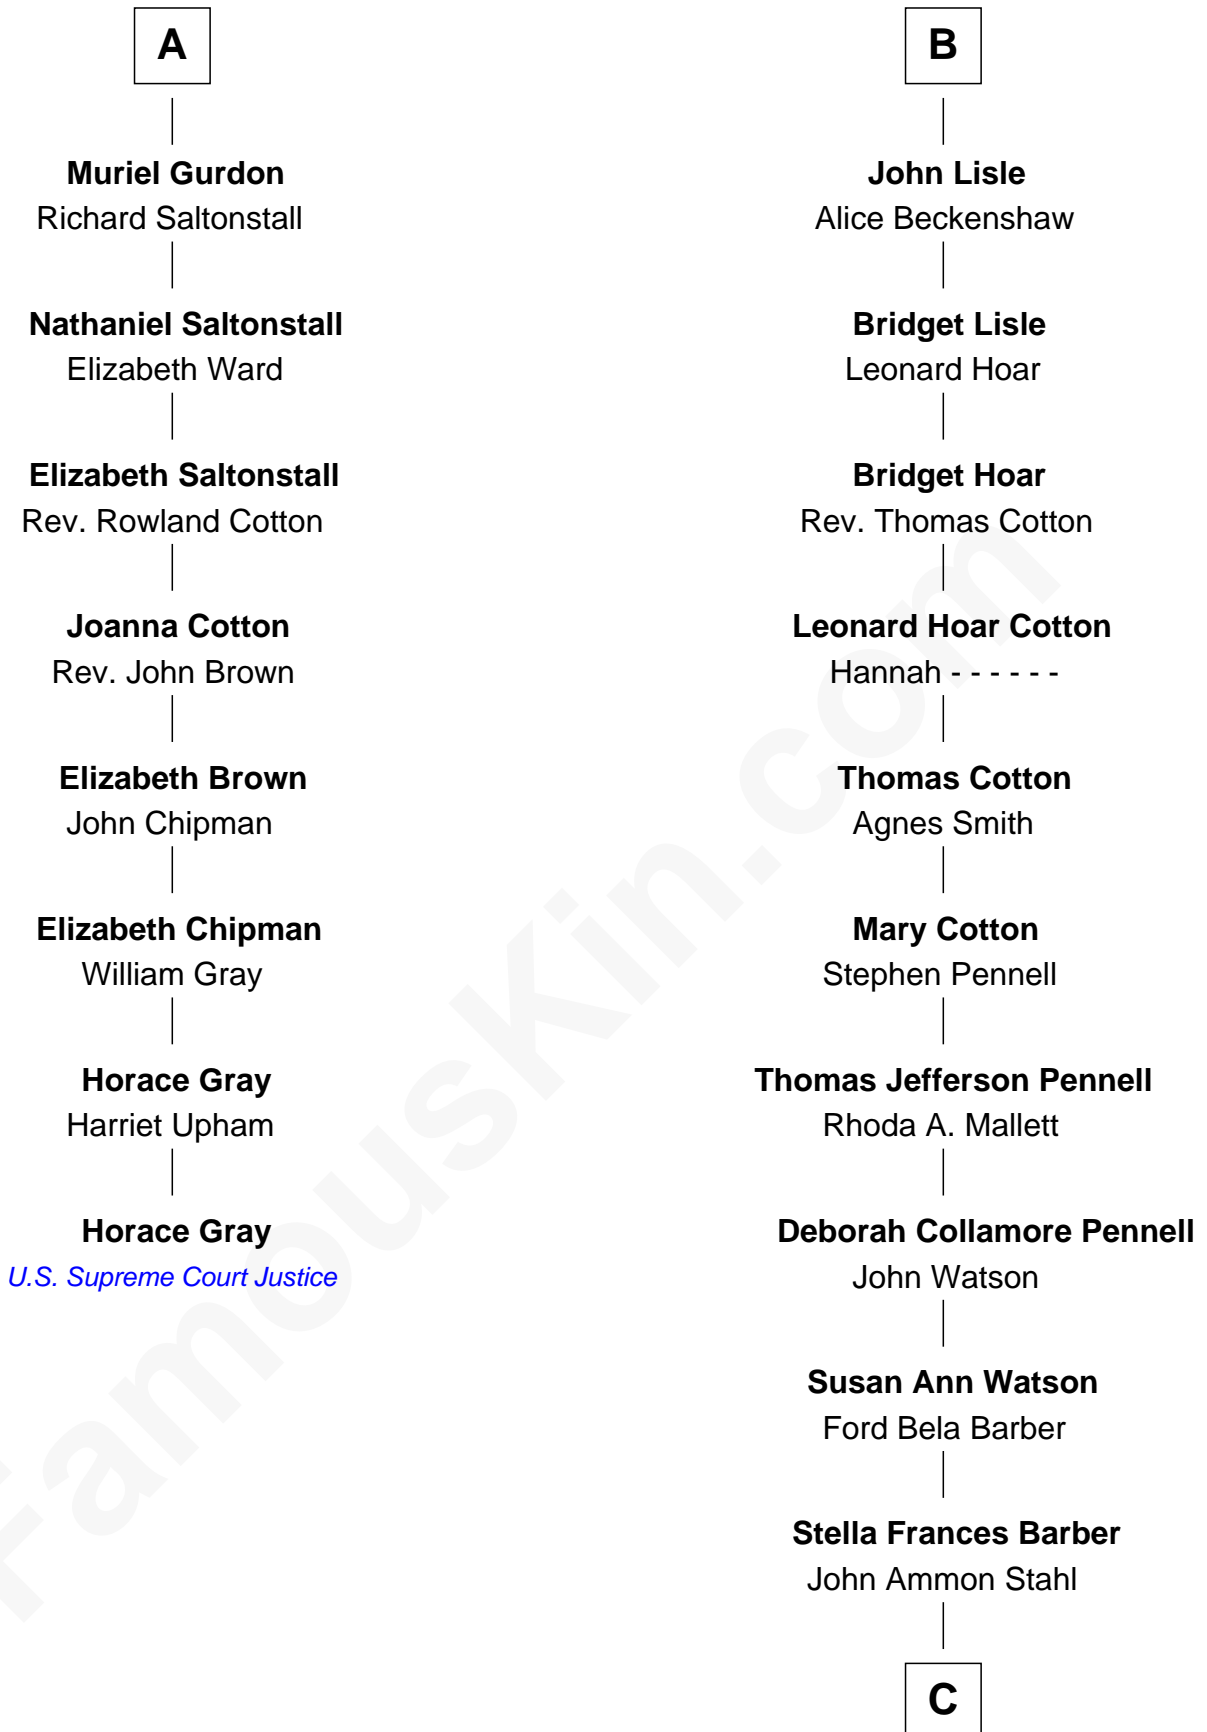 A
Muriel Gurdon
Richard Saltonstall
Nathaniel Saltonstall
Elizabeth Ward
Elizabeth Saltonstall
Rev. Rowland Cotton
Joanna Cotton
Rev. John Brown
Elizabeth Brown
John Chipman
Elizabeth Chipman
William Gray
Horace Gray
Harriet Upham
Horace Gray
U.S. Supreme Court Justice
B
John Lisle
Alice Beckenshaw
Bridget Lisle
Leonard Hoar
Bridget Hoar
Rev. Thomas Cotton
Leonard Hoar Cotton
Hannah - - - - - -
Thomas Cotton
Agnes Smith
Mary Cotton
Stephen Pennell
Thomas Jefferson Pennell
Rhoda A. Mallett
Deborah Collamore Pennell
John Watson
Susan Ann Watson
Ford Bela Barber
Stella Frances Barber
John Ammon Stahl
C
FamousKin.com